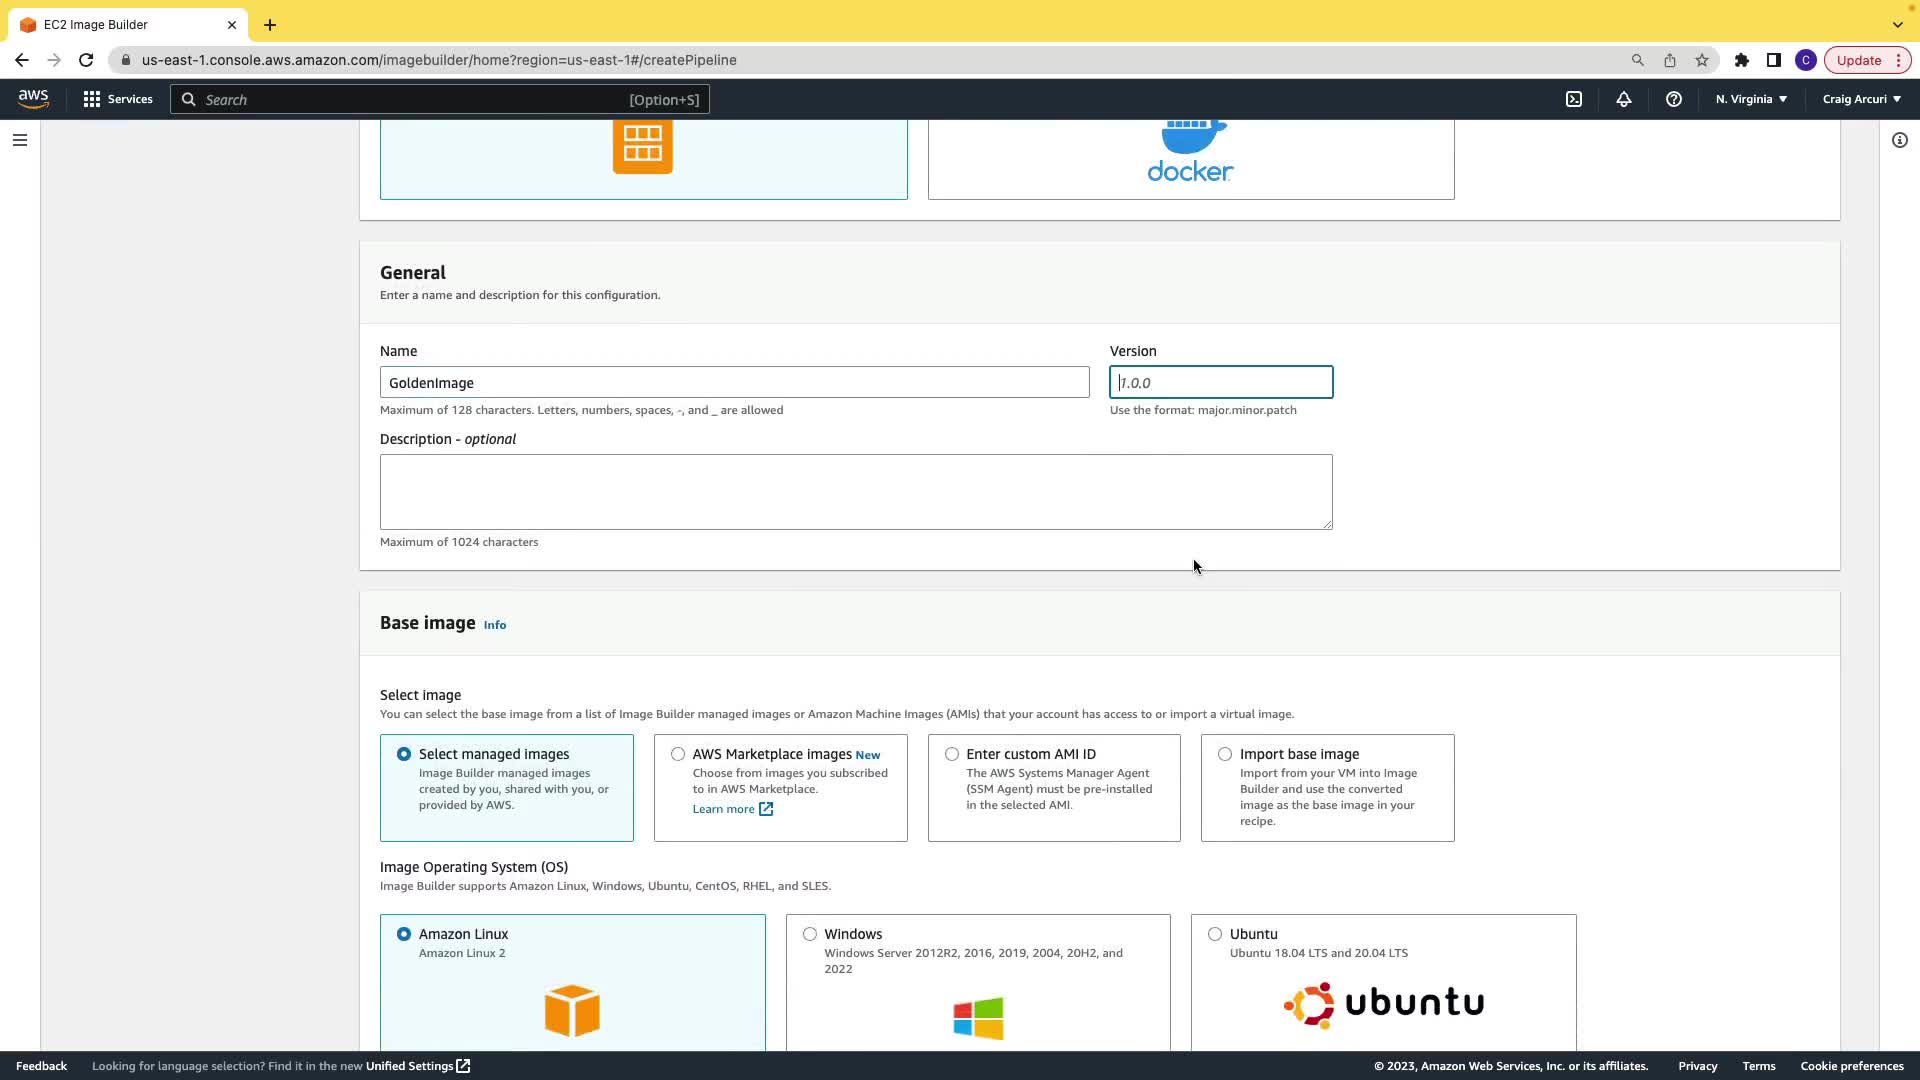 EC2 Image Builder
us-east-1.console.aws.amazon.com/imagebuilder/home?region=us-east-1#/createPipeline
C
Update
aws
Services
Search
[Option+S]
N. Virginia
Craig Arcuri
docker
General
Enter a name and description for this configuration.
Name
Version
GoldenImage
1.0.0
Maximum of 128 characters. Letters, numbers, spaces, -, and _ are allowed
Use the format: major.minor.patch
Description - optional
Maximum of 1024 characters
Base image Info
Select image
You can select the base image from a list of Image Builder managed images or Amazon Machine Images (AMIs) that your account has access to or import a virtual image.
Select managed images
Image Builder managed images
created by you, shared with you, or
provided by AWS.
AWS Marketplace images New
Choose from images you subscribed
to in AWS Marketplace.
Learn more
Enter custom AMI ID
The AWS Systems Manager Agent
(SSM Agent) must be pre-installed
in the selected AMI.
Import base image
Import from your VM into Image
Builder and use the converted
image as the base image in your
recipe.
Image Operating System (OS)
Image Builder supports Amazon Linux, Windows, Ubuntu, CentOS, RHEL, and SLES.
Amazon Linux
Amazon Linux 2
Windows
Windows Server 2012R2, 2016, 2019, 2004, 20H2, and
2022
Ubuntu
Ubuntu 18.04 LTS and 20.04 LTS
ubuntu
Feedback
Looking for language selection? Find it in the new Unified Settings
© 2023, Amazon Web Services, Inc. or its affiliates.
Privacy
Terms
Cookie preferences